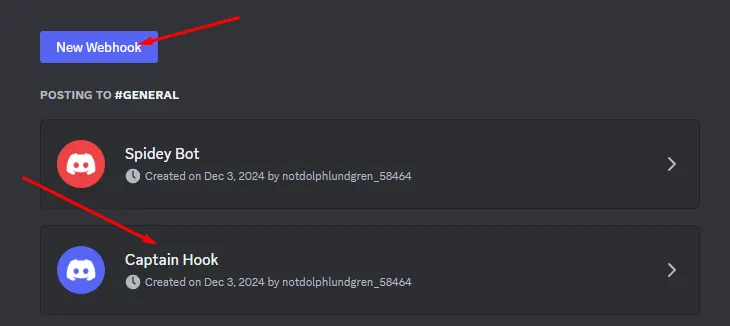 New Webhook
POSTING TO #GENERAL
Spidey Bot
Created on Dec 3, 2024 by notdolphlundgren_58464
Captain Hook
Created on Dec 3, 2024 by notdolphlundgren_58464